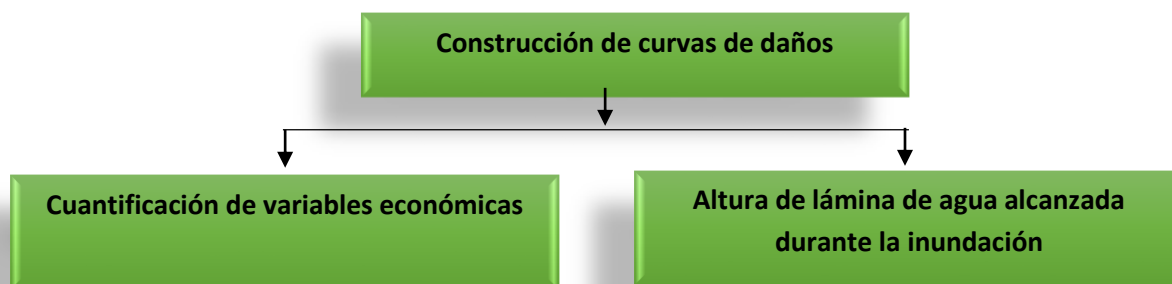 Construcción de curvas de daños
Cuantificación de variables económicas
Altura de lámina de agua alcanzada
durante la inundación